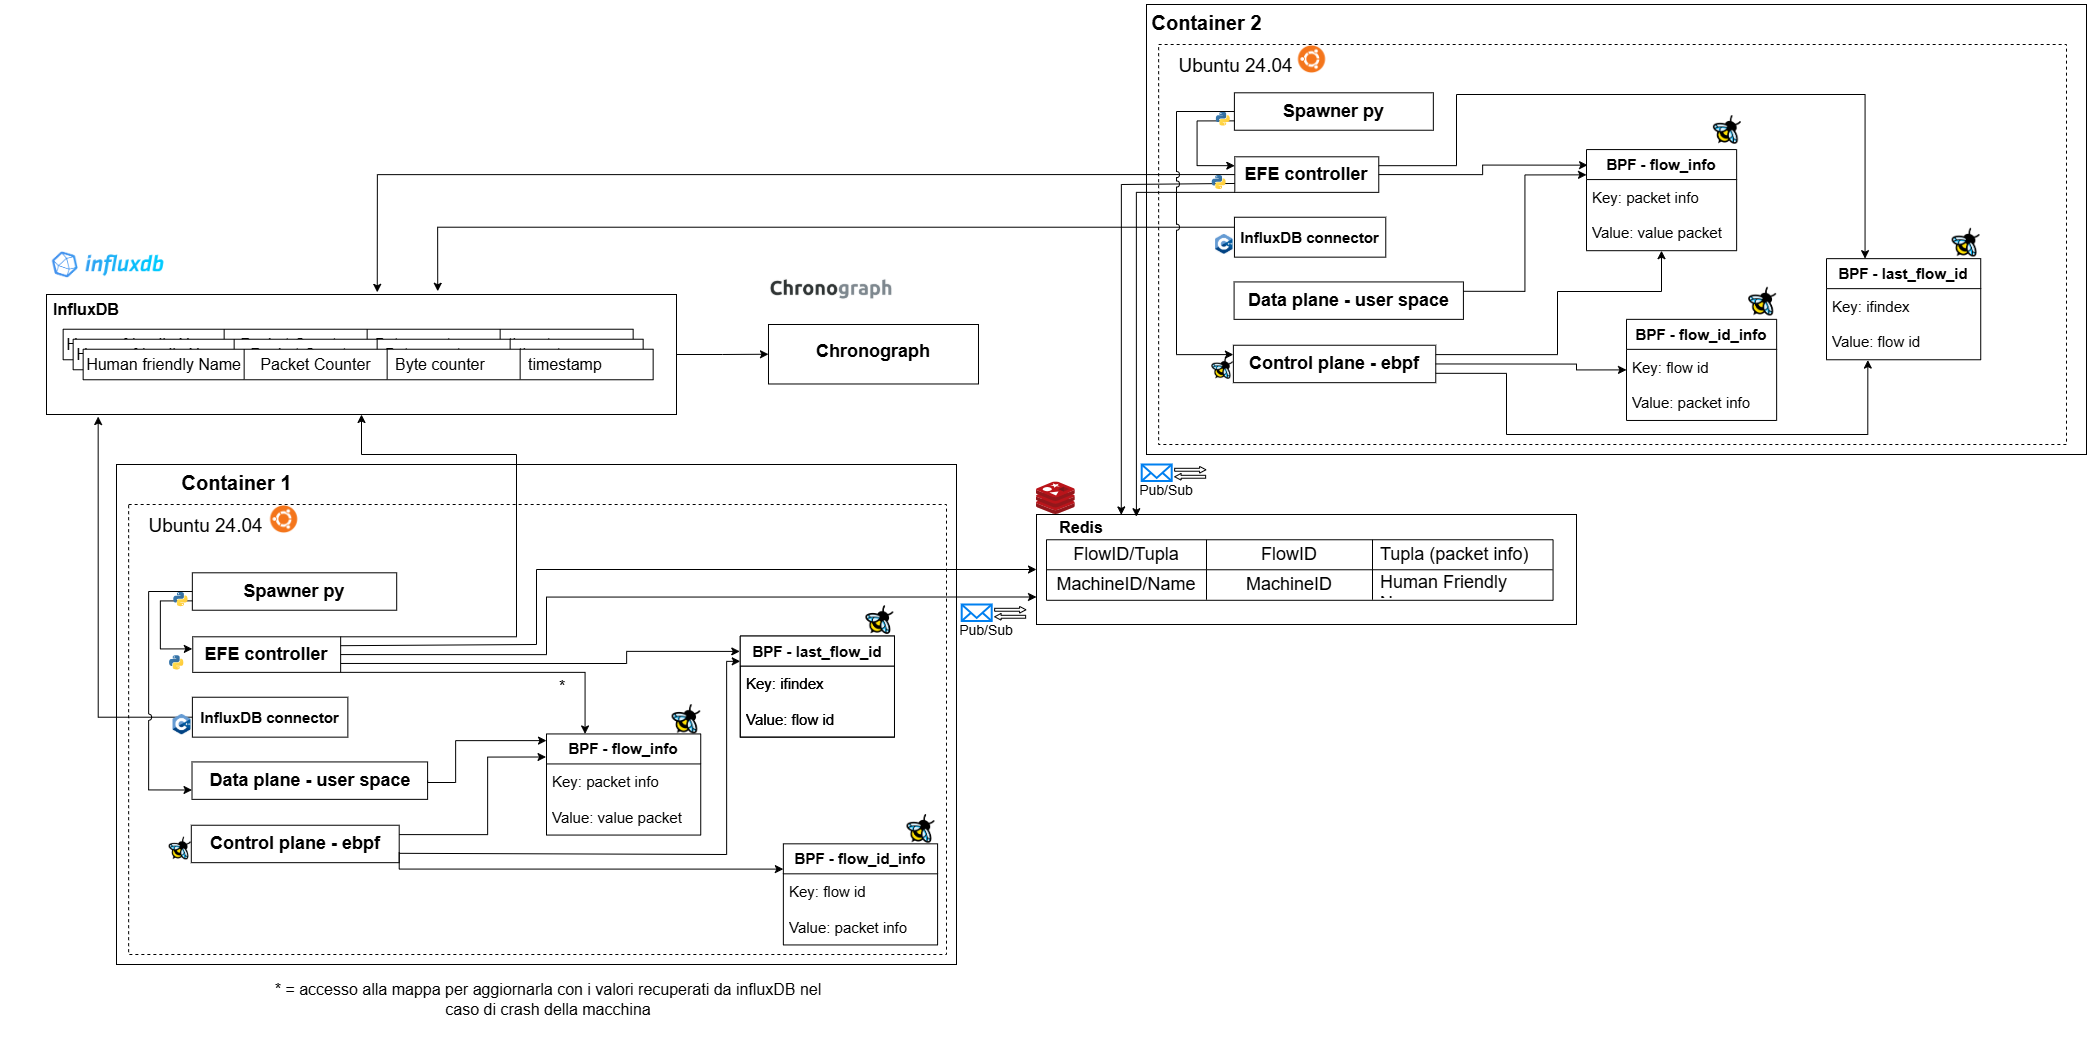 Container 2
Ubuntu 24.04
Spawner py
EFE controller
InfluxDB connector
Data plane - user space
Control plane - ebpf
BPF - flow_info
Key: packet info
Value: value packet
BPF - last_flow_id
Key: ifindex
Value: flow id
BPF - flow_id_info
Key: flow id
Value: packet info
influxdb
InfluxDB
Human friendly Name
Packet Counter
Byte counter
timestamp
Chronograph
Chronograph
Container 1
Ubuntu 24.04
Spawner py
EFE controller
InfluxDB connector
Data plane - user space
Control plane - ebpf
*
BPF - last_flow_id
Key: ifindex
Value: flow id
BPF - flow_info
Key: packet info
Value: value packet
BPF - flow_id_info
Key: flow id
Value: packet info
Pub/Sub
Pub/Sub
Redis
FlowID/Tupla
FlowID
Tupla (packet info)
MachineID/Name
MachineID
Human Friendly
* = accesso alla mappa per aggiornarla con i valori recuperati da influxDB nel
caso di crash della macchina